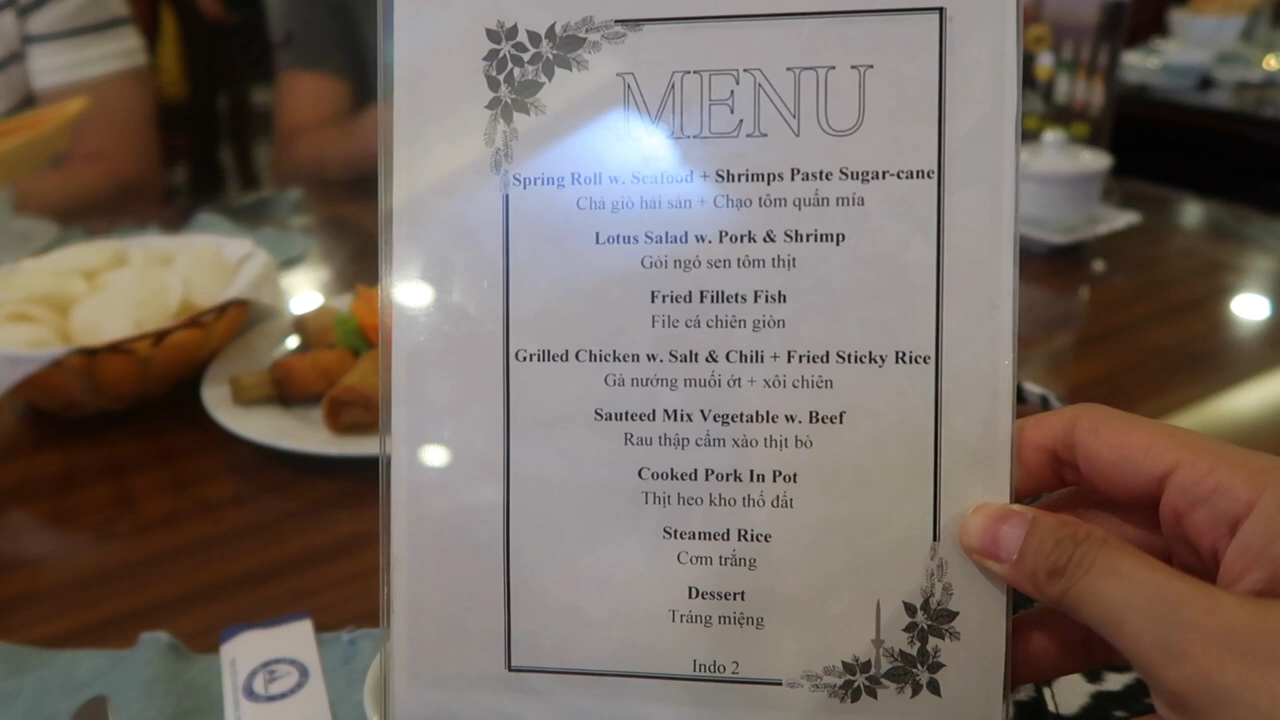 MENU
Spring Roll w. Seafood + Shrimps Paste Sugar-cane
Chả giò hải sản + Chạo tôm quấn mía
Lotus Salad w. Pork & Shrimp
Gỏi ngó sen tôm thịt
Fried Fillets Fish
File cá chiên giòn
Grilled Chicken w. Salt & Chili + Fried Sticky Rice
Gà nướng muối ớt + xôi chiên
Sauteed Mix Vegetable w. Beef
Rau thập cẩm xào thịt bò
Cooked Pork In Pot
Thịt heo kho thố đất
Steamed Rice
Cơm trắng
Dessert
Tráng miệng
Indo 2